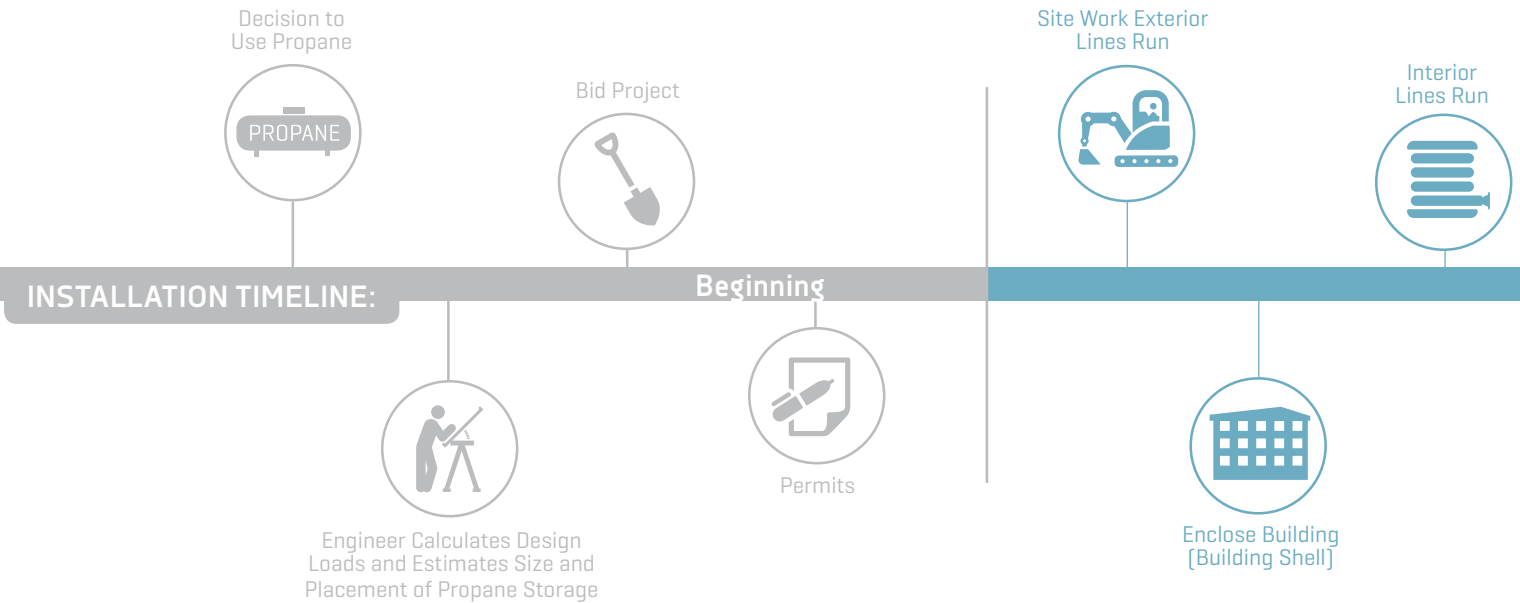 Decision to
Use Propane
PROPANE
Bid Project
Site Work Exterior
Lines Run
Interior
Lines Run
INSTALLATION TIMELINE:
Beginning
Engineer Calculates Design
Loads and Estimates Size and
Placement of Propane Storage
Permits
Enclose Building
(Building Shell)